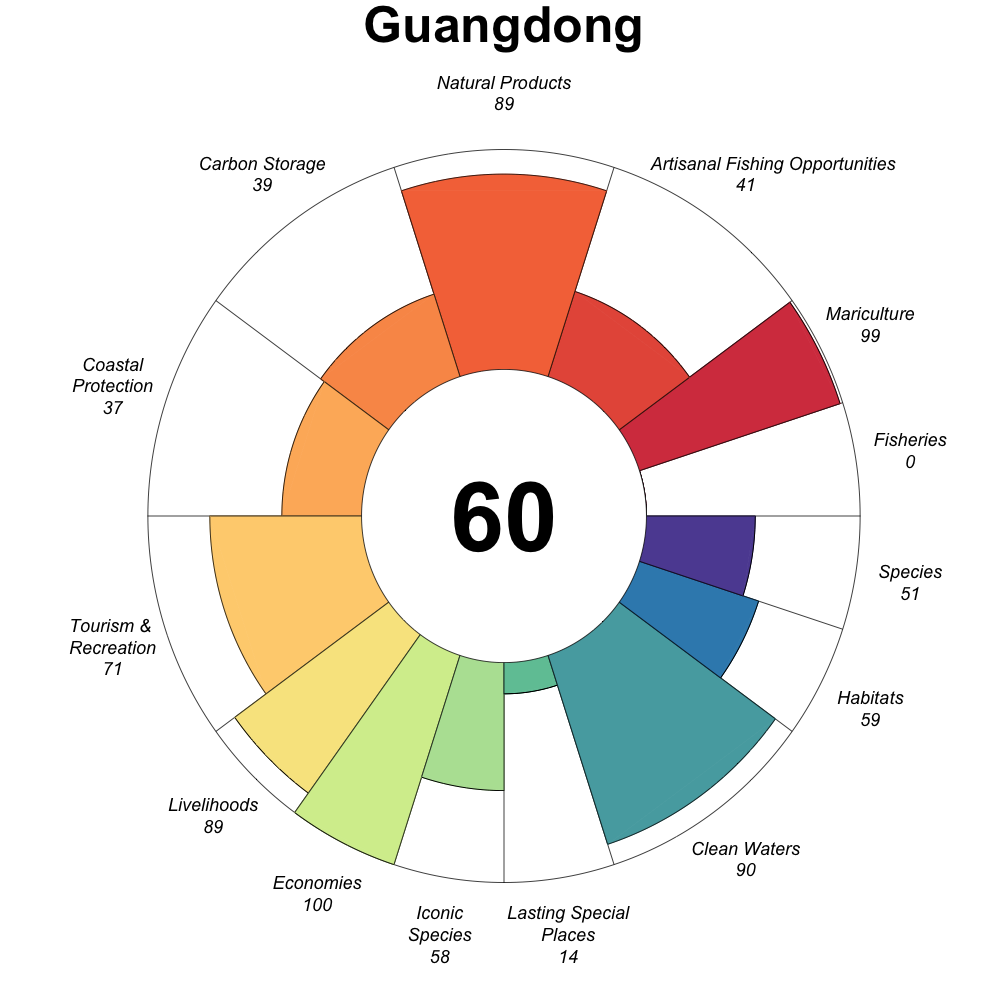 Guangdong
Natural Products
89
Carbon Storage
39
Artisanal Fishing Opportunities
41
Mariculture
99
Coastal
Protection
37
Fisheries
0
60
Species
51
Tourism &
Recreation
71
Habitats
59
Livelihoods
89
Clean Waters
90
Economies
100
Iconic
Species
58
Lasting Special
Places
14